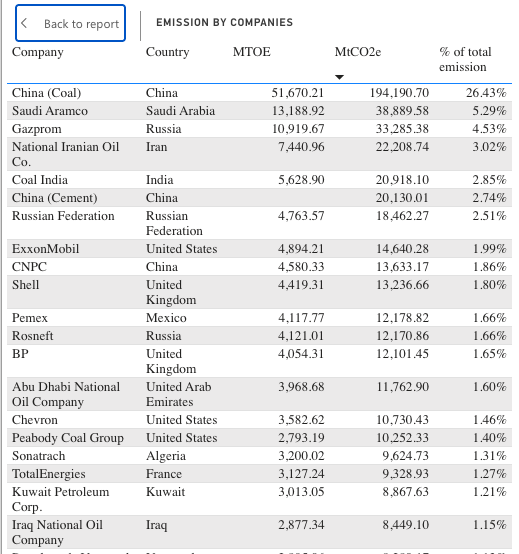 Back to report
EMISSION BY COMPANIES
Company Country MTOE MtCO2e % of total
emission
China (Coal) China 51,670.21 194,190.70 26.43%
Saudi Aramco Saudi Arabia 13,188.92 38,889.58 5.29%
Gazprom Russia 10,919.67 33,285.38 4.53%
National Iranian Oil Iran 7,440.96 22,208.74 3.02%
Co.
Coal India India 5,628.90 20,918.10 2.85%
China (Cement) China 20,130.01 2.74%
Russian Federation Russian 4,763.57 18,462.27 2.51%
Federation
ExxonMobil United States 4,894.21 14,640.28 1.99%
CNPC China 4,580.33 13,633.17 1.86%
Shell United 4,419.31 13,236.66 1.80%
Kingdom
Pemex Mexico 4,117.77 12,178.82 1.66%
Rosneft Russia 4,121.01 12,170.86 1.66%
BP United 4,054.31 12,101.45 1.65%
Kingdom
Abu Dhabi National United Arab 3,968.68 11,762.90 1.60%
Oil Company Emirates
Chevron United States 3,582.62 10,730.43 1.46%
Peabody Coal Group United States 2,793.19 10,252.33 1.40%
Sonatrach Algeria 3,200.02 9,624.73 1.31%
TotalEnergies France 3,127.24 9,328.93 1.27%
Kuwait Petroleum Kuwait 3,013.05 8,867.63 1.21%
Corp.
Iraq National Oil Iraq 2,877.34 8,449.10 1.15%
Company